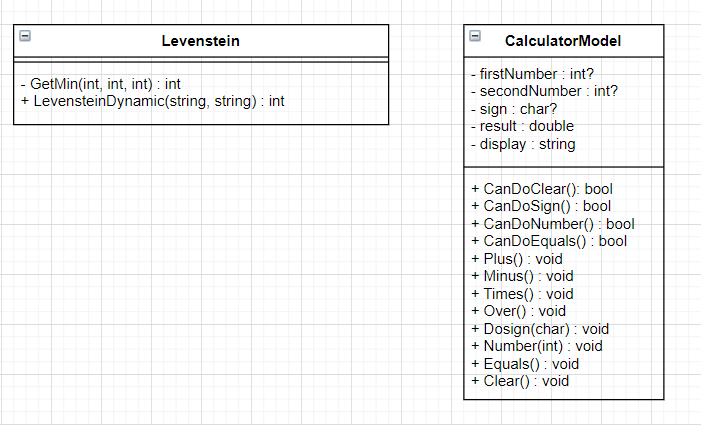 Levenstein
- GetMin(int, int, int) : int
+ LevensteinDynamic(string, string) : int
CalculatorModel
- firstNumber : int?
- secondNumber : int?
- sign : char?
- result : double
- display : string
+ CanDoClear(): bool
+ CanDoSign() : bool
+ CanDoNumber() : bool
+ CanDoEquals() : bool
+ Plus() : void
+ Minus() : void
+ Times() : void
+ Over() : void
+ Dosign(char) : void
+ Number(int) : void
+ Equals() : void
+ Clear() : void